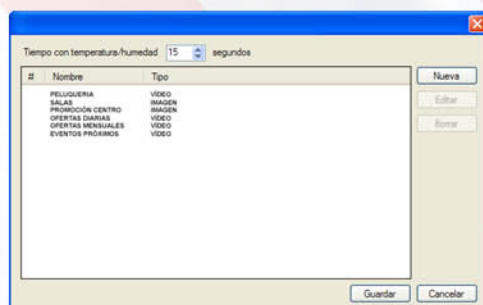 Tiempo con temperatura/humedad 15 segundos
# Nombre Tipo
PELUQUERIA VÍDEO
SALAS IMAGEN
PROMOCIÓN CENTRO IMAGEN
OFERTAS DIARIAS VÍDEO
OFERTAS MENSUALES VÍDEO
EVENTOS PRÓXIMOS VÍDEO
Nueva
Editar
Borrar
Guardar Cancelar